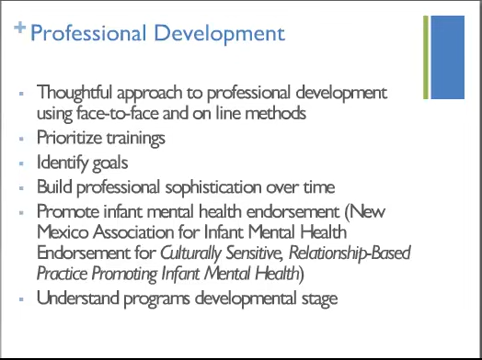 + Professional Development
▪ Thoughtful approach to professional development
using face-to-face and on line methods
▪ Prioritize trainings
▪ Identify goals
▪ Build professional sophistication over time
▪ Promote infant mental health endorsement (New
Mexico Association for Infant Mental Health
Endorsement for Culturally Sensitive, Relationship-Based
Practice Promoting Infant Mental Health)
▪ Understand programs developmental stage